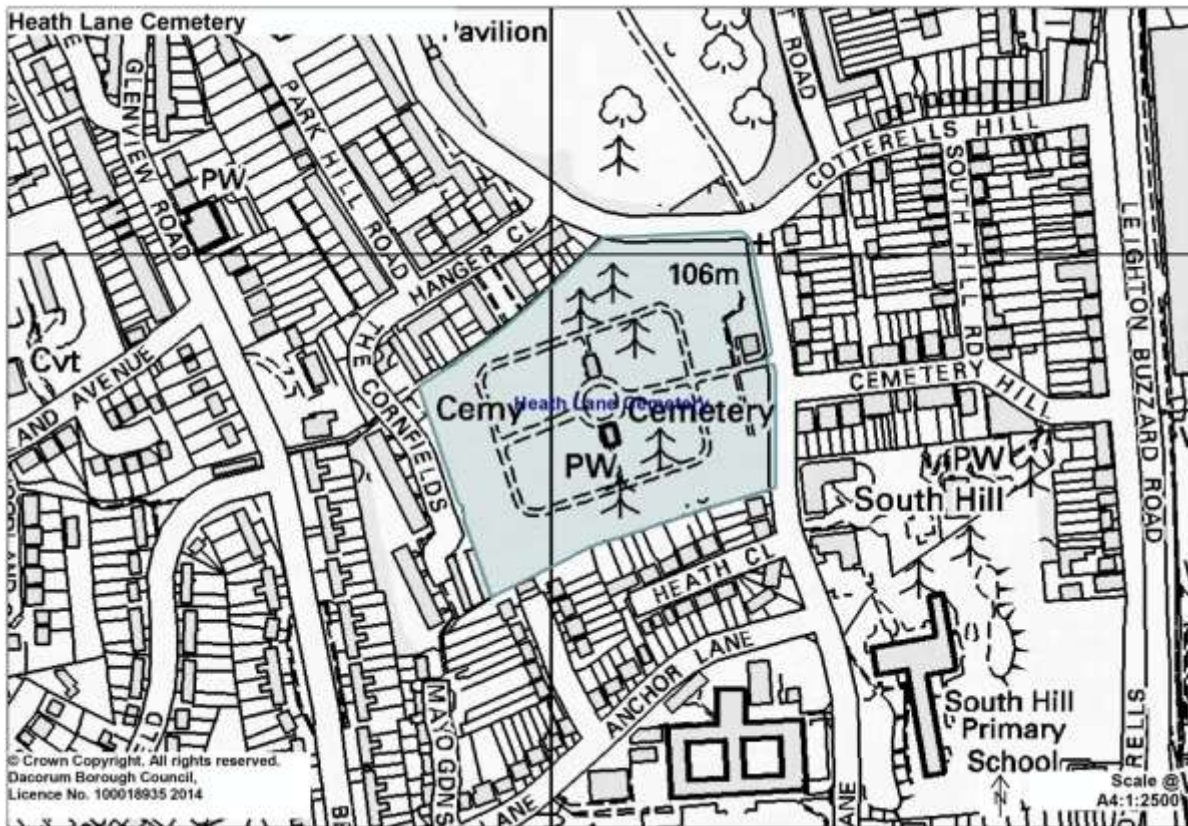 Heath Lane Cemetery
Pavilion
GLENVIEW ROAD
PW
PARK HILL ROAD
ROAD
COTTERELLS HILL
SOUTH HILL RD
LEIGHTON BUZZARD ROAD
HANGER CL
106m
THE CORNFIELDS
Cvt
AND AVENUE
CEMETERY HILL
Cemy
Heath Lane Cemetery
Cemetery
PW
PW
South Hill
HEATH CL
ANCHOR LANE
MAYO GDNS
LANE
LANE
South Hill
Primary
School
© Crown Copyright. All rights reserved.
Dacorum Borough Council,
Licence No. 100018935 2014
N
Scale @
A4:1:2500